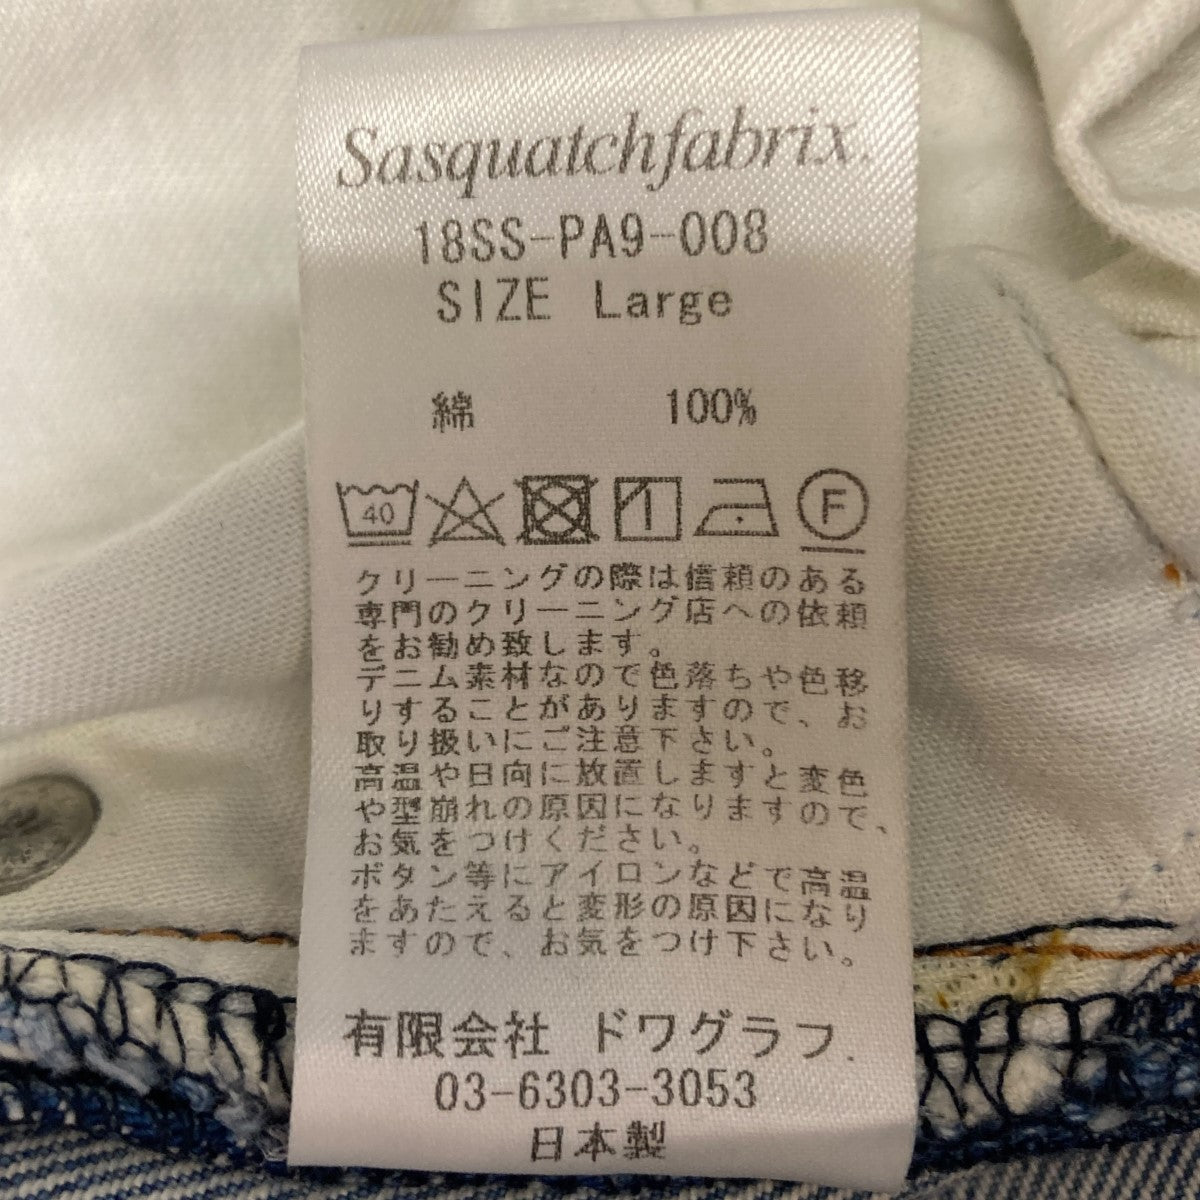 Sasquatchfabrix.
18SS-PA9-008
SIZE Large
綿 100%
40 F
クリーニングの際は信頼のある
専門のクリーニング店への依頼
をお勧め致します。
デニム素材なので色落ちや色移
りすることがありますので、お
取り扱いにご注意下さい。
高温や日向に放置しますと変色
や型崩れの原因になりますので、
お気をつけください。
ボタン等にアイロンなどで高温
をあたえると変形の原因になり
ますので、お気をつけ下さい。
有限会社 ドワグラフ.
03-6303-3053
日本製